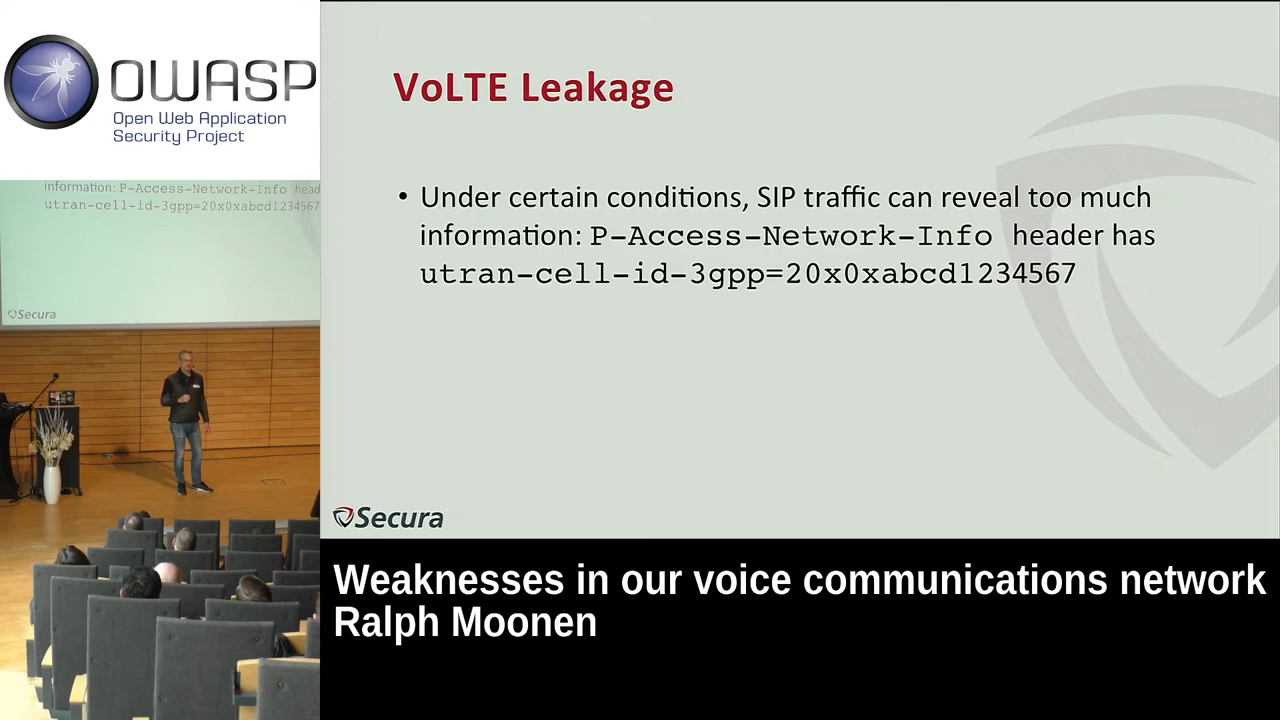 OWASP
Open Web Application
Security Project
information: P-Access-Network-Info head
utran-cell-id-3gpp=20x0xabcd1234567
Secura
VoLTE Leakage
• Under certain conditions, SIP traffic can reveal too much
information: P-Access-Network-Info header has
utran-cell-id-3gpp=20x0xabcd1234567
Secura
Weaknesses in our voice communications network
Ralph Moonen